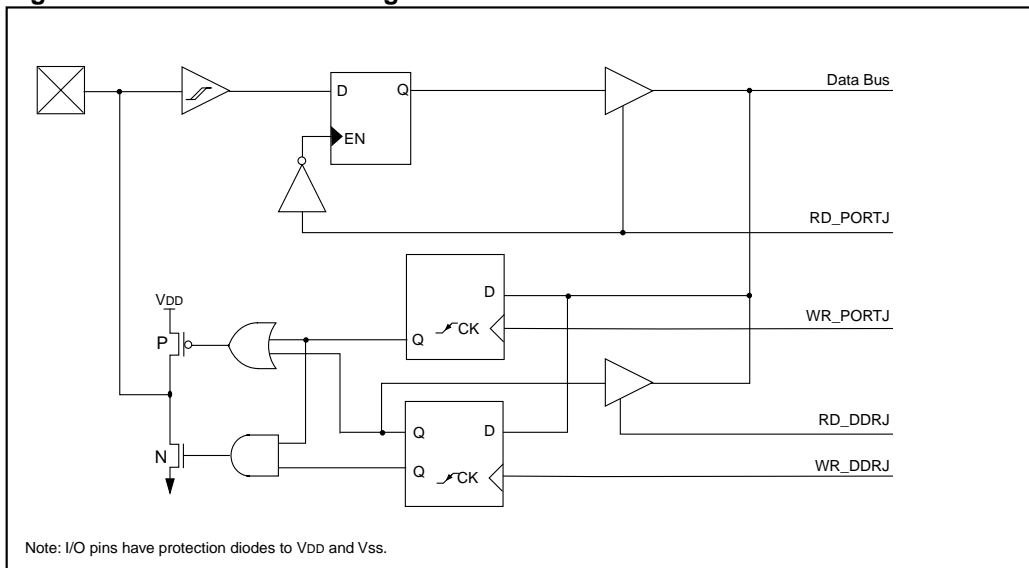 D
Q
Data Bus
EN
RD_PORTJ
VDD
D
WR_PORTJ
P
Q
CK
RD_DDRJ
Q
D
N
Q
CK
WR_DDRJ
Note: I/O pins have protection diodes to VDD and Vss.